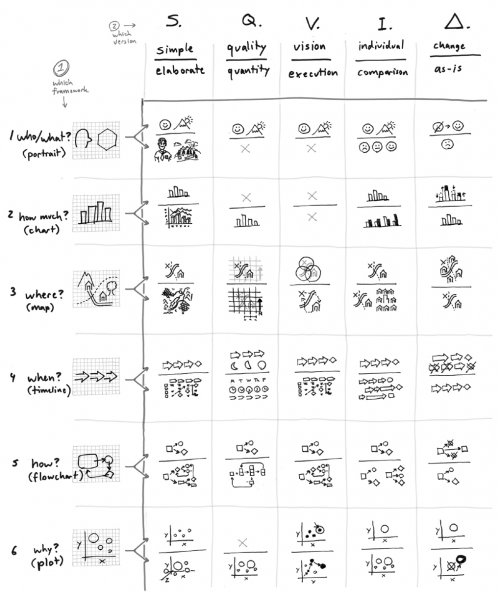 S. Q. V. I. Δ.
2 → which version
simple quality vision individual change
elaborate quantity execution comparison as-is
1 which framework
1 who/what? (portrait)
2 how much? (chart)
3 where? (map)
4 when? (timeline)
5 how? (flowchart)
6 why? (plot)
M T W Th F
y x
y x z
y x
y x
y x
y x
y x
y x
y x